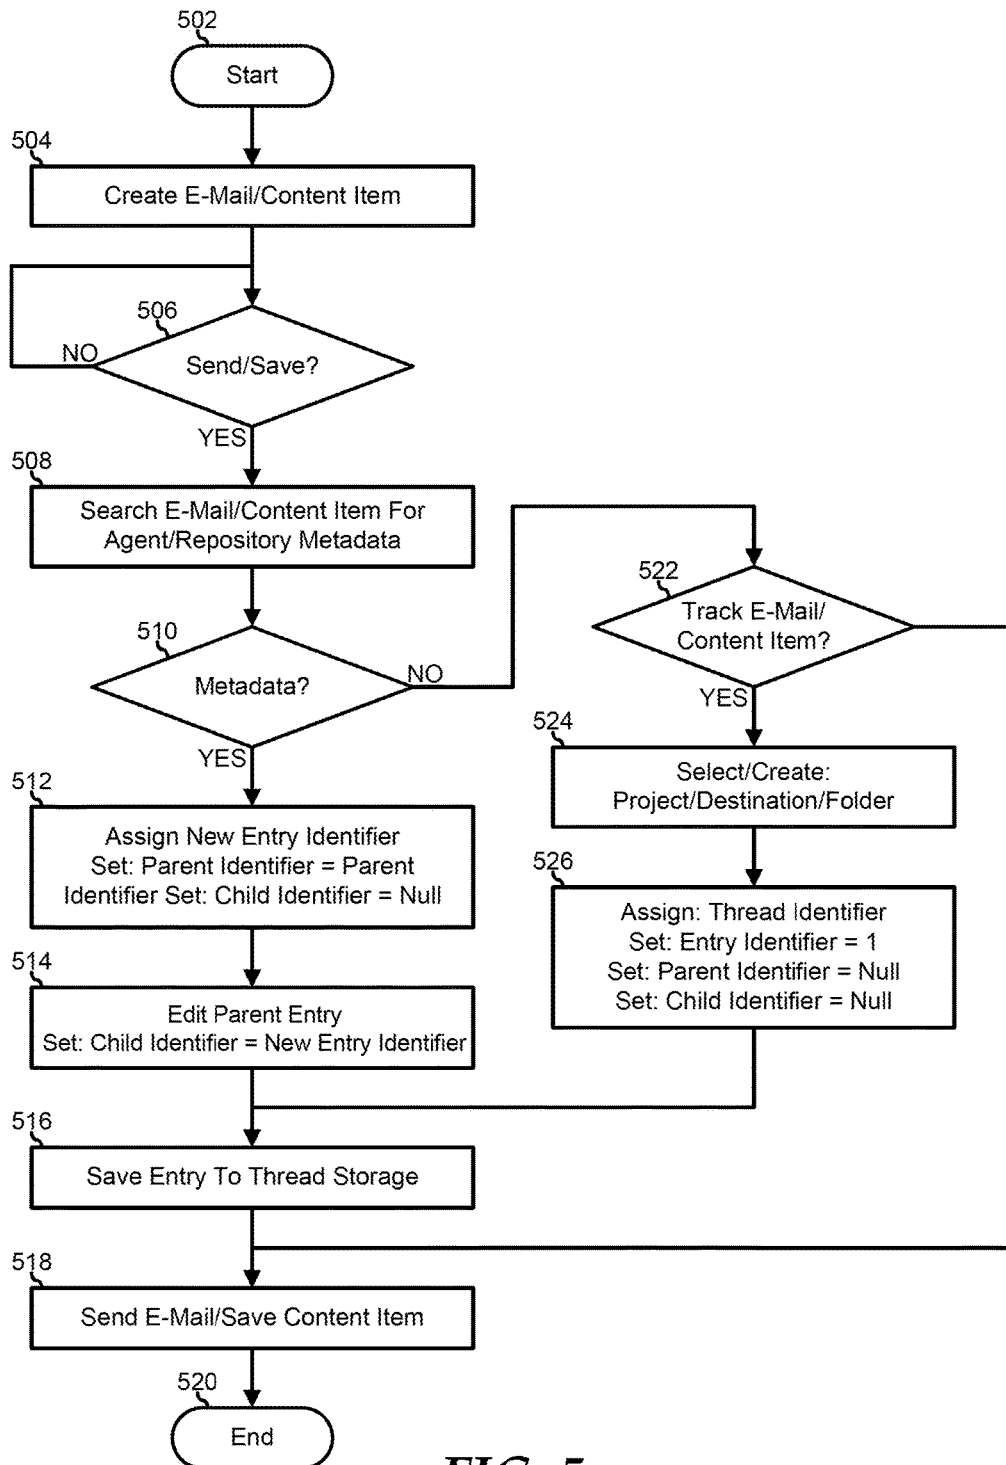 502
Start
504
Create E-Mail/Content Item
506
NO
Send/Save?
YES
508
Search E-Mail/Content Item For
Agent/Repository Metadata
510
Metadata?
NO
YES
522
Track E-Mail/
Content Item?
YES
524
Select/Create:
Project/Destination/Folder
512
Assign New Entry Identifier
Set: Parent Identifier = Parent
Identifier Set: Child Identifier = Null
526
Assign: Thread Identifier
Set: Entry Identifier = 1
Set: Parent Identifier = Null
Set: Child Identifier = Null
514
Edit Parent Entry
Set: Child Identifier = New Entry Identifier
516
Save Entry To Thread Storage
518
Send E-Mail/Save Content Item
520
End
FIG. 5